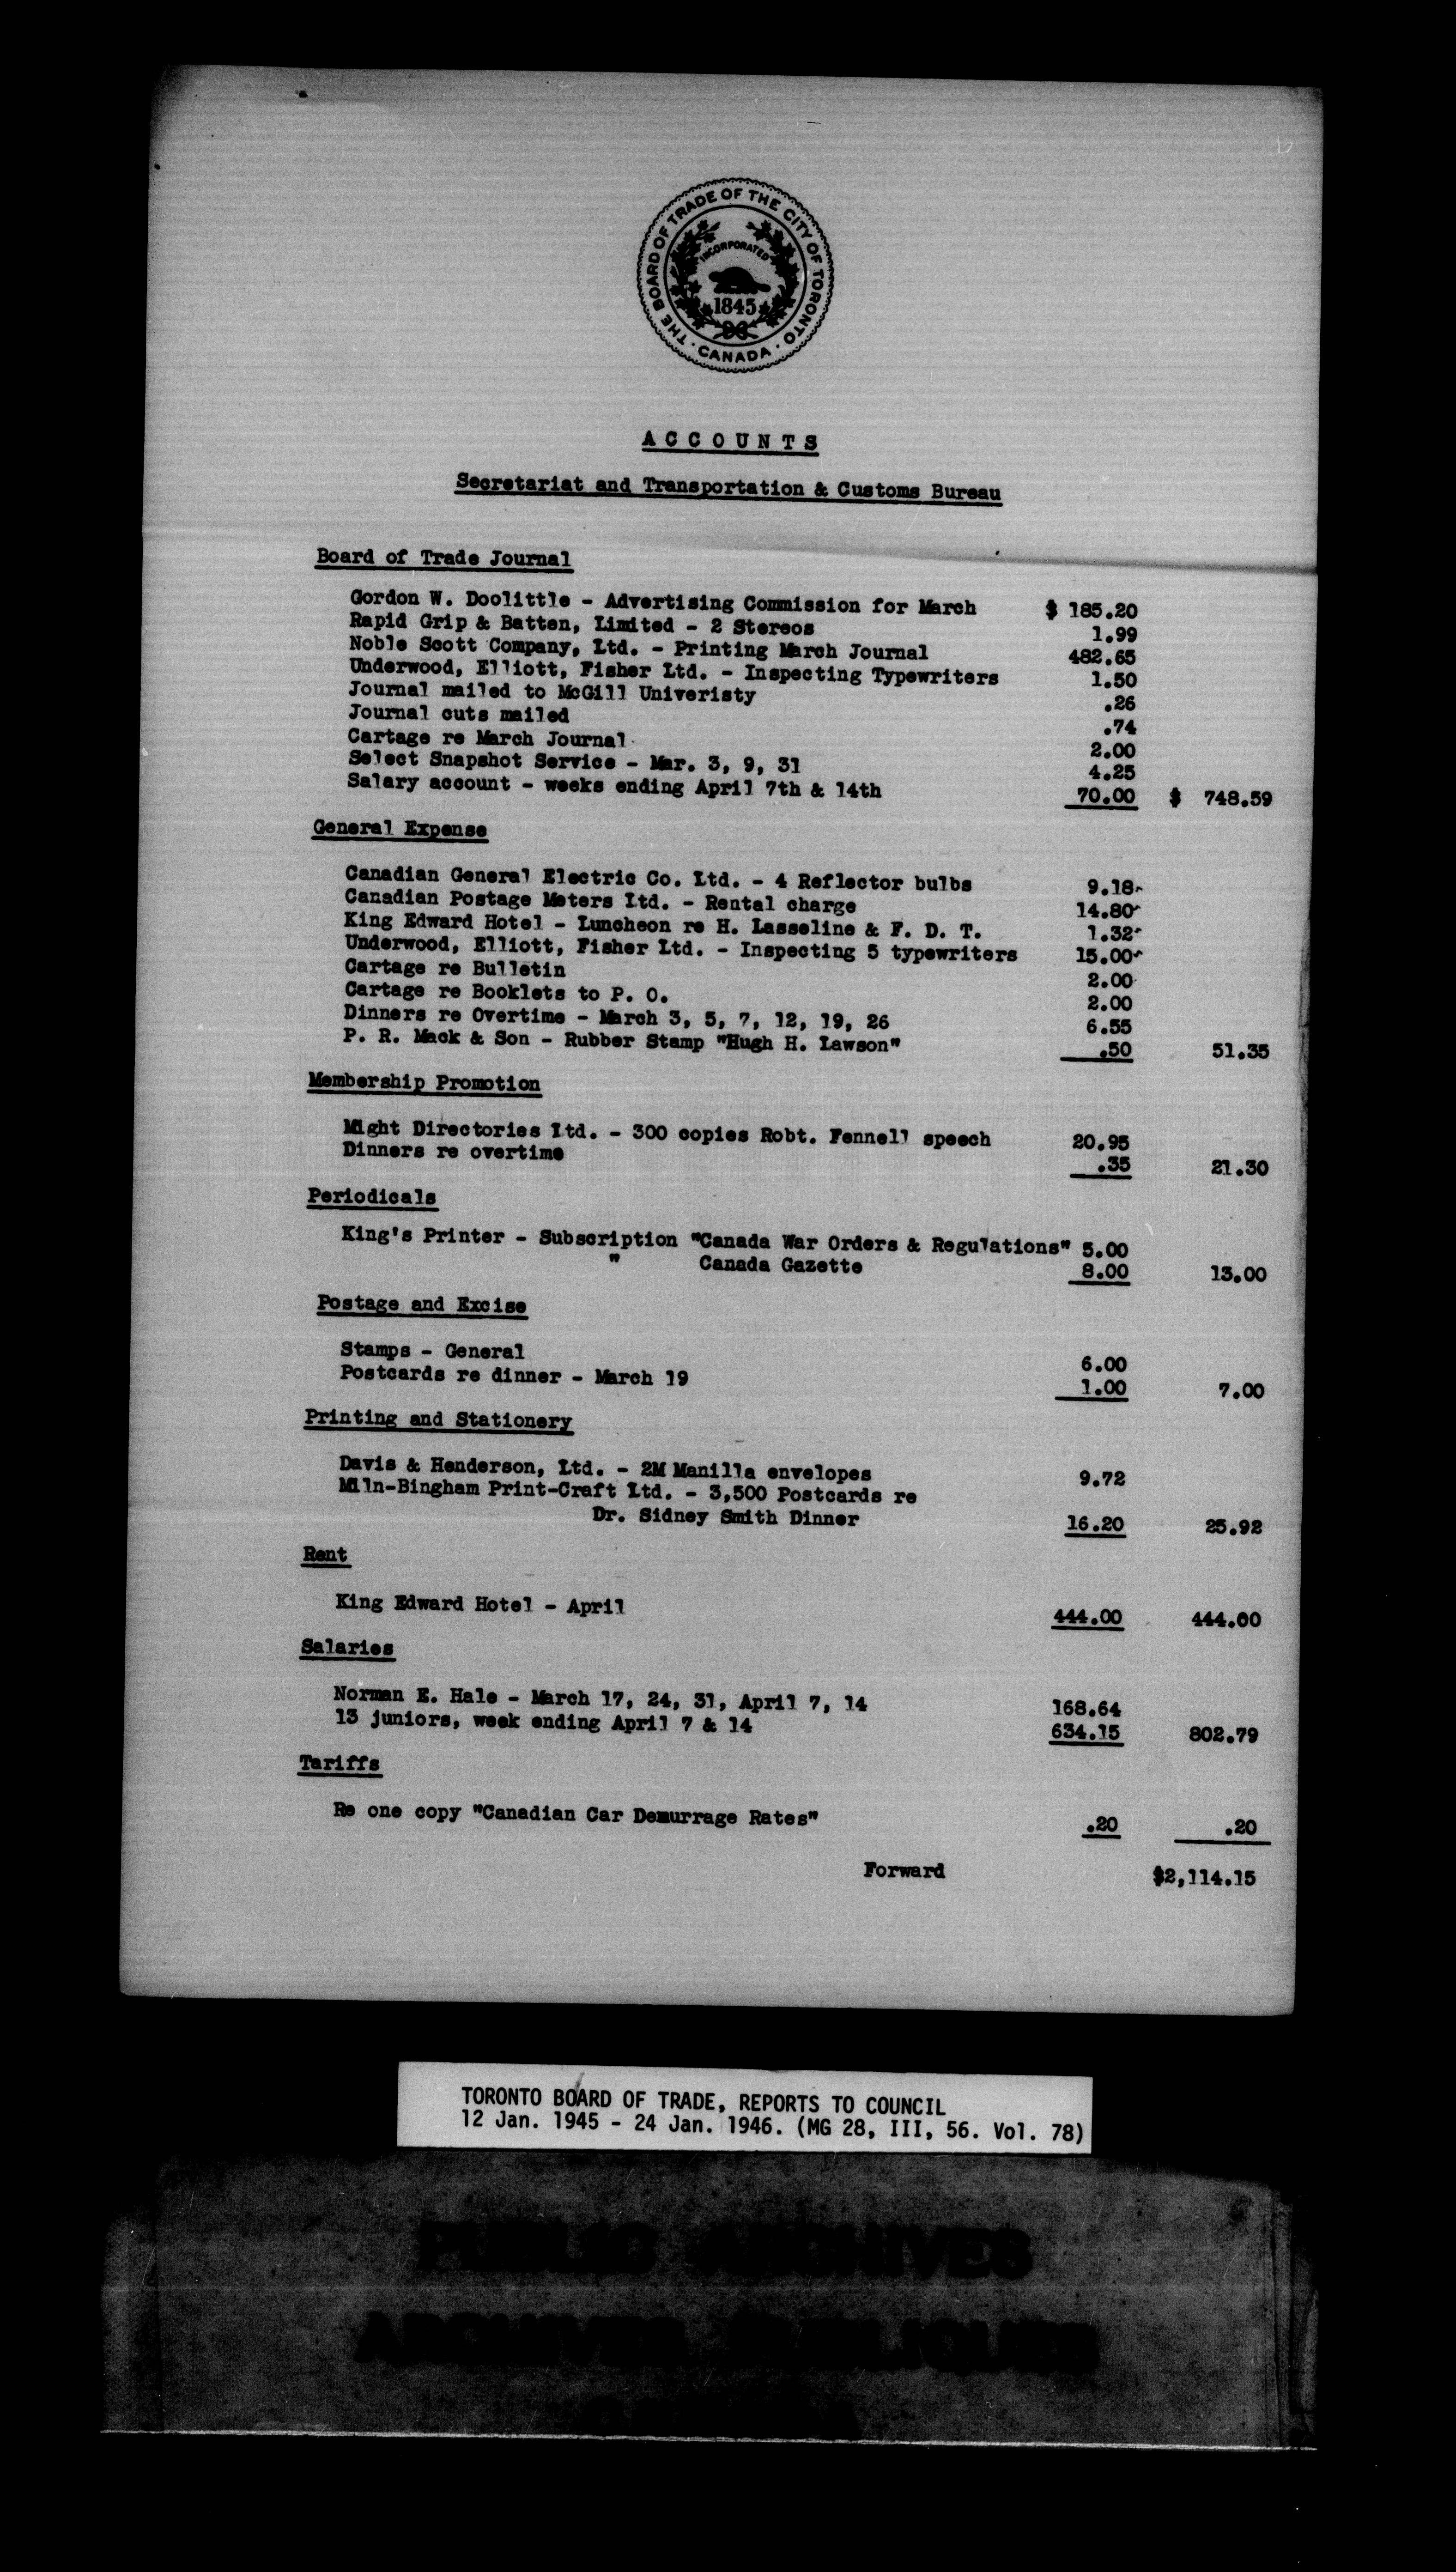 THE BOARD OF TRADE OF THE CITY OF TORONTO
INCORPORATED
1845
· CANADA ·
ACCOUNTS
Secretariat and Transportation & Customs Bureau
Board of Trade Journal
Gordon W. Doolittle - Advertising Commission for March $ 185.20
Rapid Grip & Batten, Limited - 2 Stereos 1.99
Noble Scott Company, Ltd. - Printing March Journal 482.65
Underwood, Elliott, Fisher Ltd. - Inspecting Typewriters 1.50
Journal mailed to McGill Univeristy .26
Journal cuts mailed .74
Cartage re March Journal 2.00
Select Snapshot Service - Mar. 3, 9, 31 4.25
Salary account - weeks ending April 7th & 14th 70.00 $ 748.59
General Expense
Canadian General Electric Co. Ltd. - 4 Reflector bulbs 9.18
Canadian Postage Meters Ltd. - Rental charge 14.80
King Edward Hotel - Luncheon re H. Lasseline & F. D. T. 1.32
Underwood, Elliott, Fisher Ltd. - Inspecting 5 typewriters 15.00
Cartage re Bulletin 2.00
Cartage re Booklets to P. O. 2.00
Dinners re Overtime - March 3, 5, 7, 12, 19, 26 6.55
P. R. Mack & Son - Rubber Stamp "Hugh H. Lawson" .50 51.35
Membership Promotion
Might Directories Ltd. - 300 copies Robt. Fennell speech 20.95
Dinners re overtime .35 21.30
Periodicals
King's Printer - Subscription "Canada War Orders & Regulations" 5.00
" Canada Gazette 8.00 13.00
Postage and Excise
Stamps - General 6.00
Postcards re dinner - March 19 1.00 7.00
Printing and Stationery
Davis & Henderson, Ltd. - 2M Manilla envelopes 9.72
Miln-Bingham Print-Craft Ltd. - 3,500 Postcards re
Dr. Sidney Smith Dinner 16.20 25.92
Rent
King Edward Hotel - April 444.00 444.00
Salaries
Norman E. Hale - March 17, 24, 31, April 7, 14 168.64
13 juniors, week ending April 7 & 14 634.15 802.79
Tariffs
Re one copy "Canadian Car Demurrage Rates" .20 .20
Forward $2,114.15
TORONTO BOARD OF TRADE, REPORTS TO COUNCIL
12 Jan. 1945 - 24 Jan. 1946. (MG 28, III, 56. Vol. 78)
PUBLIC ARCHIVES
ARCHIVES PUBLIQUES